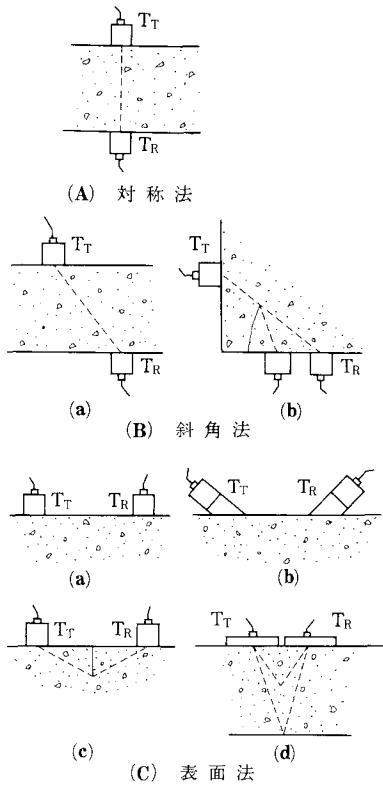 T_T
T_R
(A) 対称法
T_T
T_T
T_R
T_R
(a)
(b)
(B) 斜角法
T_T T_R
T_T T_R
(a)
(b)
T_T T_R
T_T T_R
(c)
(d)
(C) 表面法